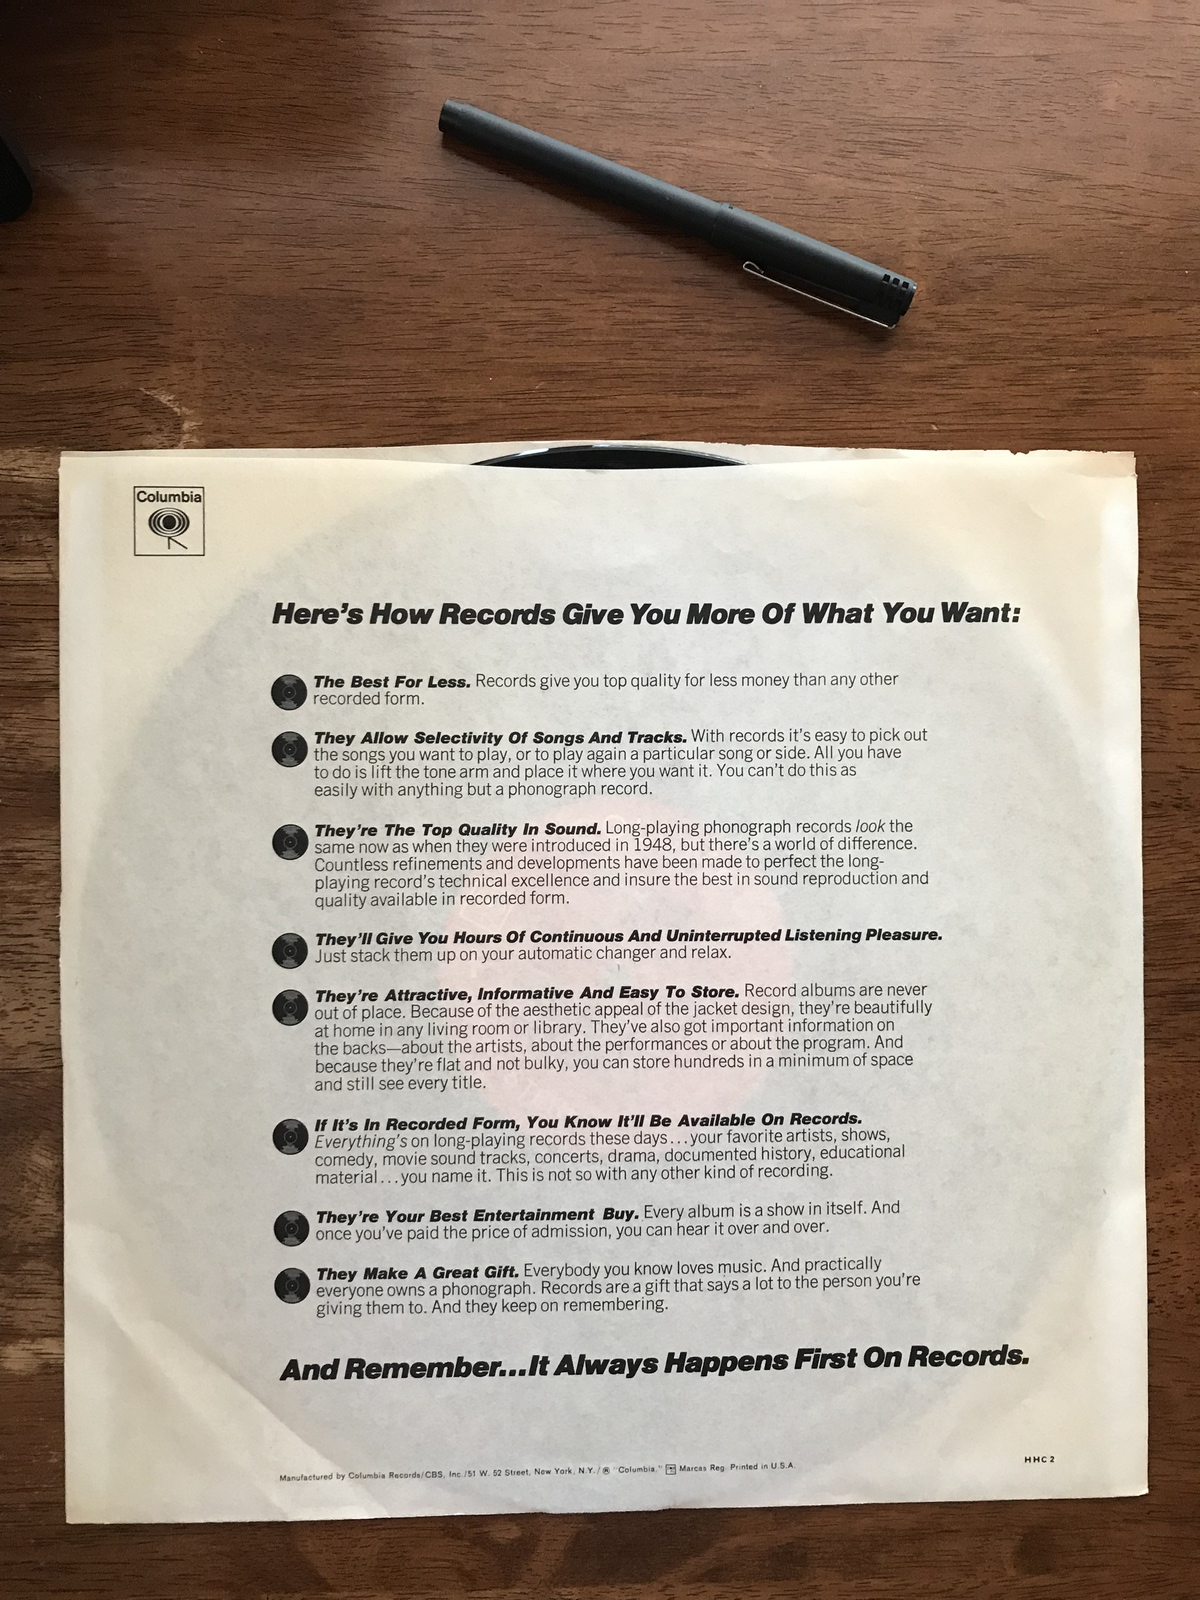 Columbia
Here's How Records Give You More Of What You Want:
The Best For Less. Records give you top quality for less money than any other
recorded form.
They Allow Selectivity Of Songs And Tracks. With records it's easy to pick out
the songs you want to play, or to play again a particular song or side. All you have
to do is lift the tone arm and place it where you want it. You can't do this as
easily with anything but a phonograph record.
They're The Top Quality In Sound. Long-playing phonograph records look the
same now as when they were introduced in 1948, but there's a world of difference.
Countless refinements and developments have been made to perfect the long-
playing record's technical excellence and insure the best in sound reproduction and
quality available in recorded form.
They'll Give You Hours Of Continuous And Uninterrupted Listening Pleasure.
Just stack them up on your automatic changer and relax.
They're Attractive, Informative And Easy To Store. Record albums are never
out of place. Because of the aesthetic appeal of the jacket design, they're beautifully
at home in any living room or library. They've also got important information on
the backs—about the artists, about the performances or about the program. And
because they're flat and not bulky, you can store hundreds in a minimum of space
and still see every title.
If It's In Recorded Form, You Know It'll Be Available On Records.
Everything's on long-playing records these days...your favorite artists, shows,
comedy, movie sound tracks, concerts, drama, documented history, educational
material...you name it. This is not so with any other kind of recording.
They're Your Best Entertainment Buy. Every album is a show in itself. And
once you've paid the price of admission, you can hear it over and over.
They Make A Great Gift. Everybody you know loves music. And practically
everyone owns a phonograph. Records are a gift that says a lot to the person you're
giving them to. And they keep on remembering.
And Remember...It Always Happens First On Records.
Manufactured by Columbia Records/CBS, Inc./51 W. 52 Street, New York, N.Y./® "Columbia," Marcas Reg. Printed in U.S.A.
HHC2